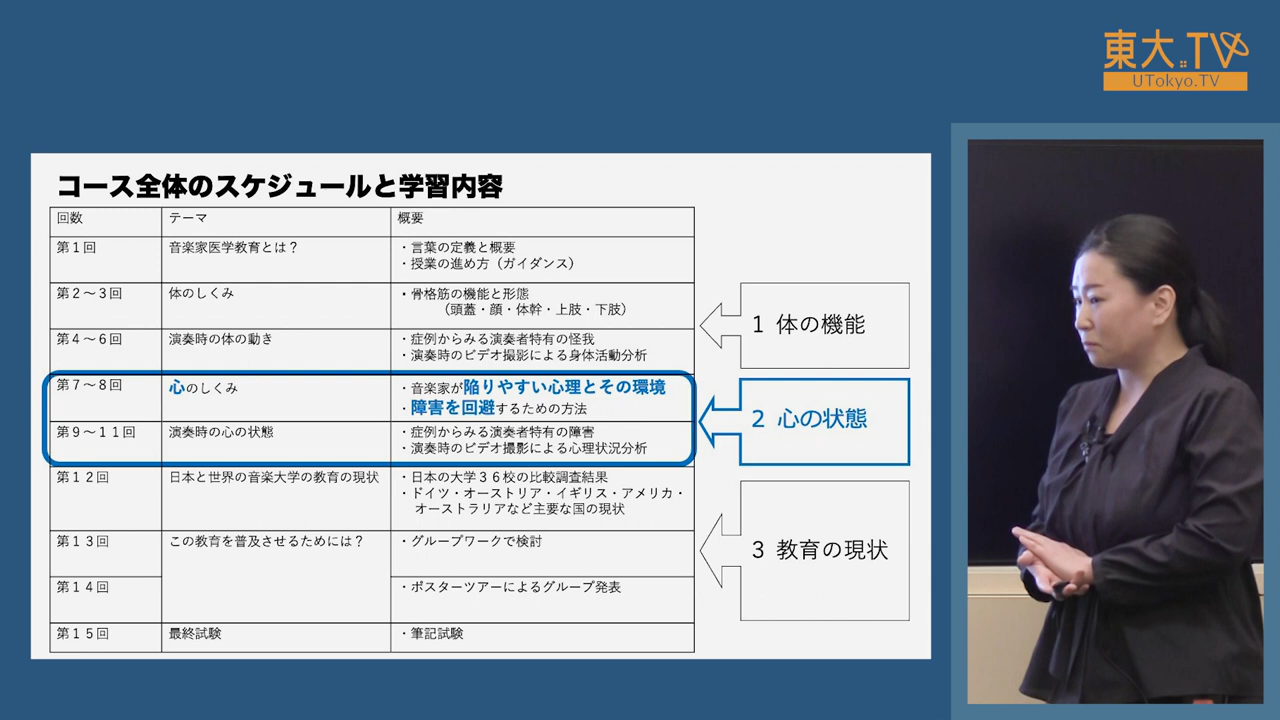 東大.TV
UTokyo.TV
コース全体のスケジュールと学習内容
回数 テーマ 概要
第１回 音楽家医学教育とは？ ・言葉の定義と概要
・授業の進め方（ガイダンス）
第２～３回 体のしくみ ・骨格筋の機能と形態
（頭蓋・顔・体幹・上肢・下肢）
第４～６回 演奏時の体の動き ・症例からみる演奏者特有の怪我
・演奏時のビデオ撮影による身体活動分析
第７～８回 心のしくみ ・音楽家が陥りやすい心理とその環境
・障害を回避するための方法
第９～１１回 演奏時の心の状態 ・症例からみる演奏者特有の障害
・演奏時のビデオ撮影による心理状況分析
第１２回 日本と世界の音楽大学の教育の現状 ・日本の大学３６校の比較調査結果
・ドイツ・オーストリア・イギリス・アメリカ・
オーストラリアなど主要な国の現状
第１３回 この教育を普及させるためには？ ・グループワークで検討
第１４回 ・ポスターツアーによるグループ発表
第１５回 最終試験 ・筆記試験
1 体の機能
2 心の状態
3 教育の現状